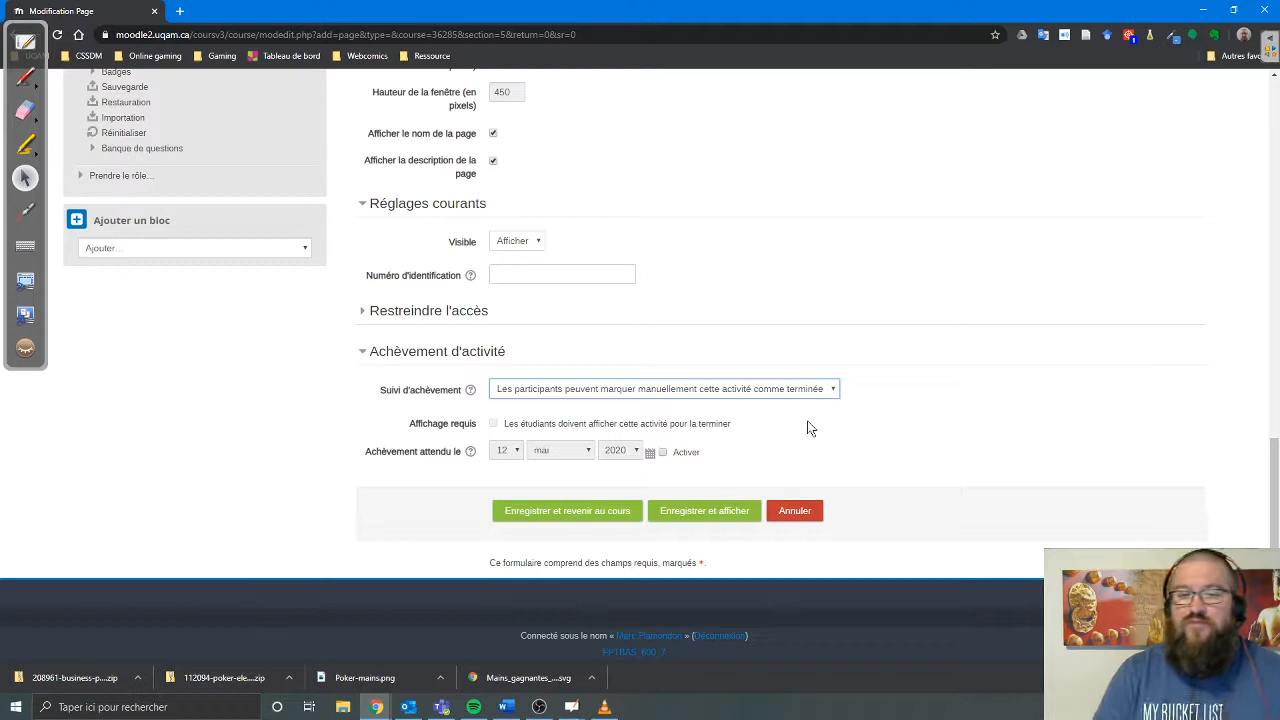 Modification Page
moodle2.uqam.ca/coursv3/course/modedit.php?add=page&type=&course=36285&section=5&return=0&sr=0
UQAM CSSDM Online gaming Gaming Tableau de bord Webcomics Ressource
Badges
Sauvegarde
Restauration
Importation
Réinitialiser
Banque de questions
Prendre le rôle…
Ajouter un bloc
Ajouter…
Hauteur de la fenêtre (en
pixels)
450
Afficher le nom de la page
Afficher la description de la
page
Réglages courants
Visible Afficher
Numéro d'identification
Restreindre l'accès
Achèvement d'activité
Suivi d'achèvement Les participants peuvent marquer manuellement cette activité comme terminée
Affichage requis Les étudiants doivent afficher cette activité pour la terminer
Achèvement attendu le 12 mai 2020 Activer
Enregistrer et revenir au cours Enregistrer et afficher Annuler
Ce formulaire comprend des champs requis, marqués *.
Connecté sous le nom « Marc Plamondon » (Déconnexion)
FPTBAS_600_7
208961-business-p....zip 112094-poker-ele....zip Poker-mains.png Mains_gagnantes_...svg
Taper ici pour rechercher
MY BUCKET LIST